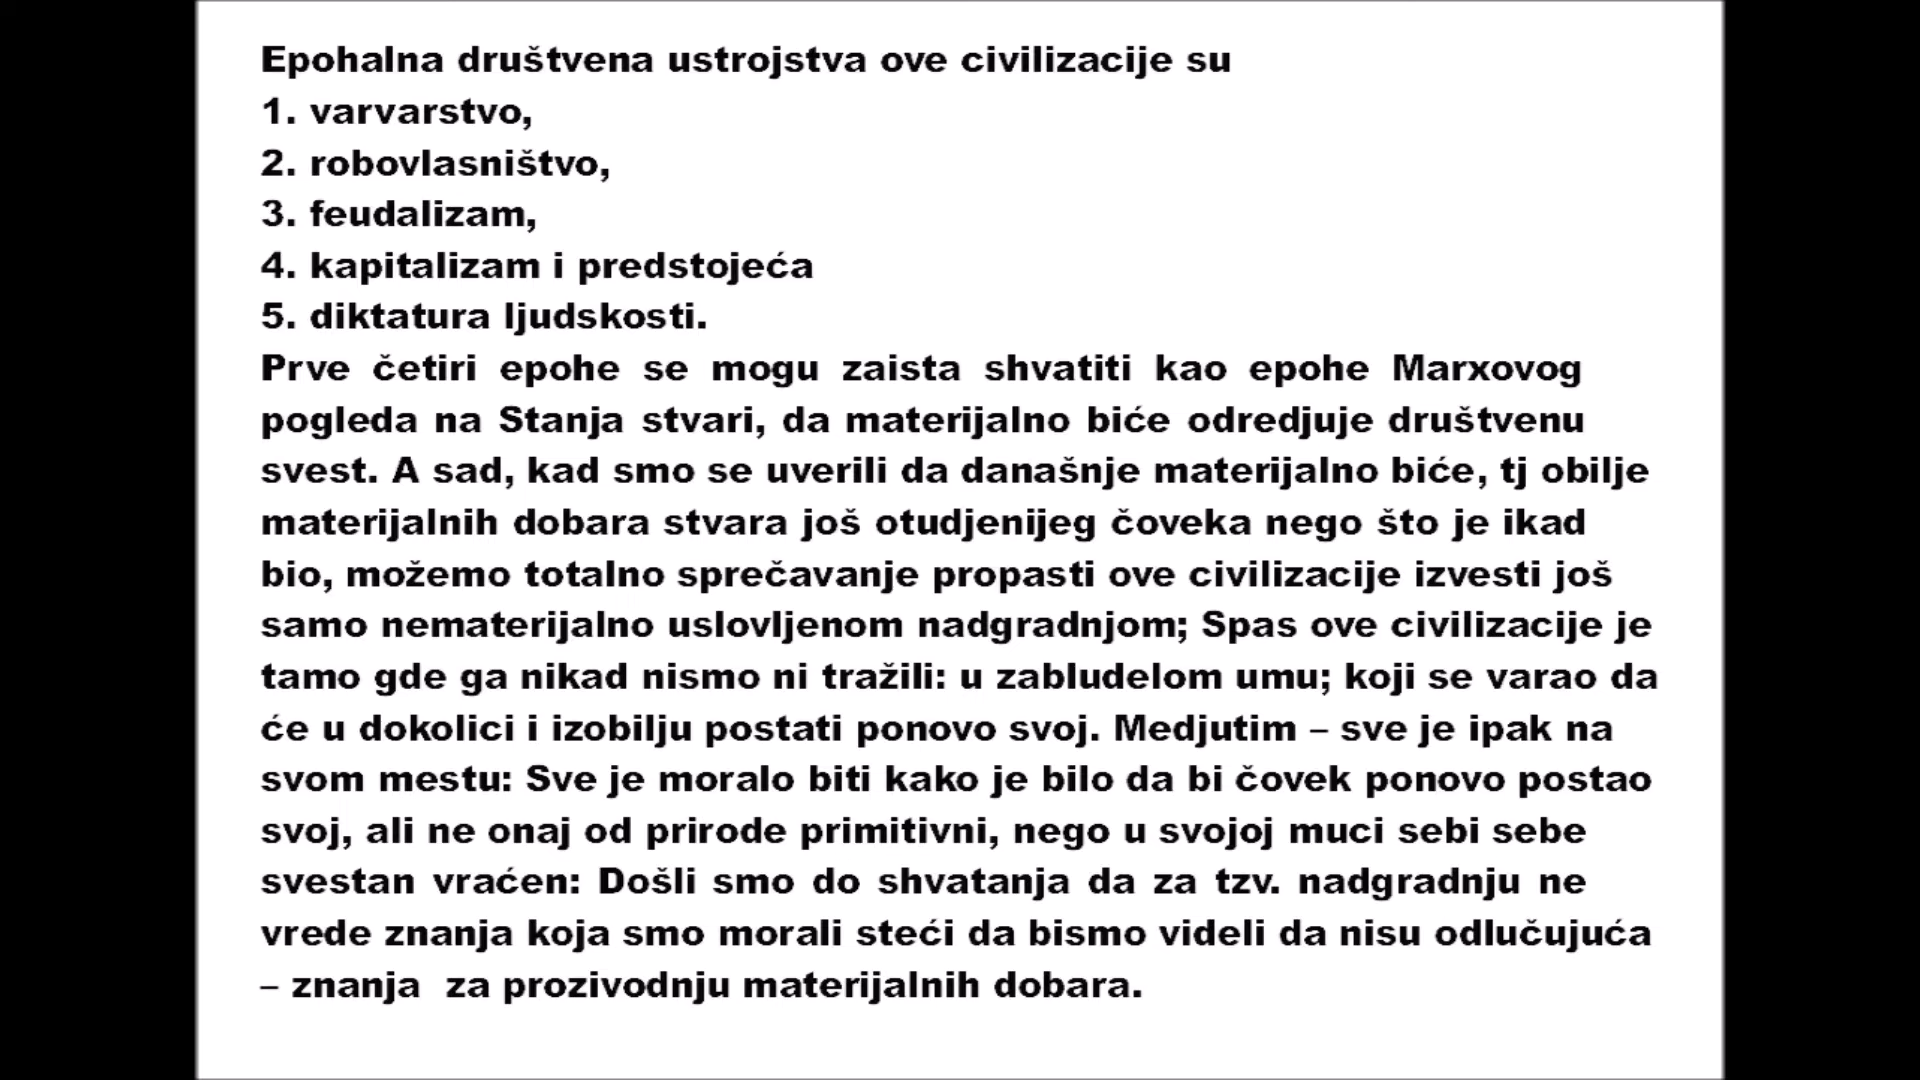 Epohalna društvena ustrojstva ove civilizacije su
1. varvarstvo,
2. robovlasništvo,
3. feudalizam,
4. kapitalizam i predstojeća
5. diktatura ljudskosti.
Prve četiri epohe se mogu zaista shvatiti kao epohe Marxovog
pogleda na Stanja stvari, da materijalno biće odredjuje društvenu
svest. A sad, kad smo se uverili da današnje materijalno biće, tj obilje
materijalnih dobara stvara još otudjenijeg čoveka nego što je ikad
bio, možemo totalno sprečavanje propasti ove civilizacije izvesti još
samo nematerijalno uslovljenom nadgradnjom; Spas ove civilizacije je
tamo gde ga nikad nismo ni tražili: u zabludelom umu; koji se varao da
će u dokolici i izobilju postati ponovo svoj. Medjutim – sve je ipak na
svom mestu: Sve je moralo biti kako je bilo da bi čovek ponovo postao
svoj, ali ne onaj od prirode primitivni, nego u svojoj muci sebi sebe
svestan vraćen: Došli smo do shvatanja da za tzv. nadgradnju ne
vrede znanja koja smo morali steći da bismo videli da nisu odlučujuća
– znanja za prozivodnju materijalnih dobara.